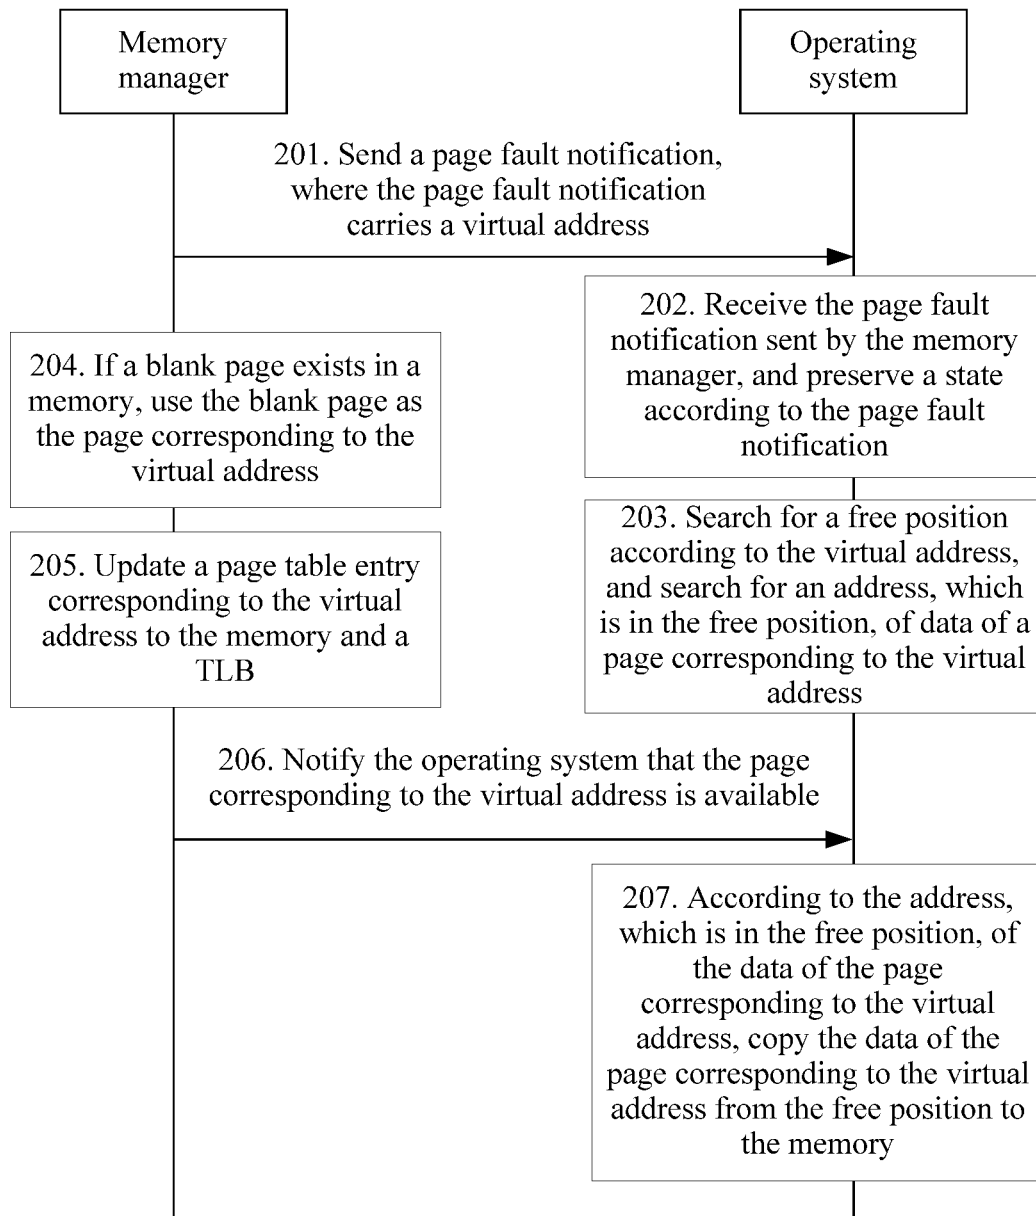 Memory
manager
Operating
system
201. Send a page fault notification,
where the page fault notification
carries a virtual address
202. Receive the page fault
notification sent by the memory
manager, and preserve a state
according to the page fault
notification
204. If a blank page exists in a
memory, use the blank page as
the page corresponding to the
virtual address
203. Search for a free position
according to the virtual address,
and search for an address, which
is in the free position, of data of a
page corresponding to the virtual
address
205. Update a page table entry
corresponding to the virtual
address to the memory and a
TLB
206. Notify the operating system that the page
corresponding to the virtual address is available
207. According to the address,
which is in the free position, of
the data of the page
corresponding to the virtual
address, copy the data of the
page corresponding to the virtual
address from the free position to
the memory